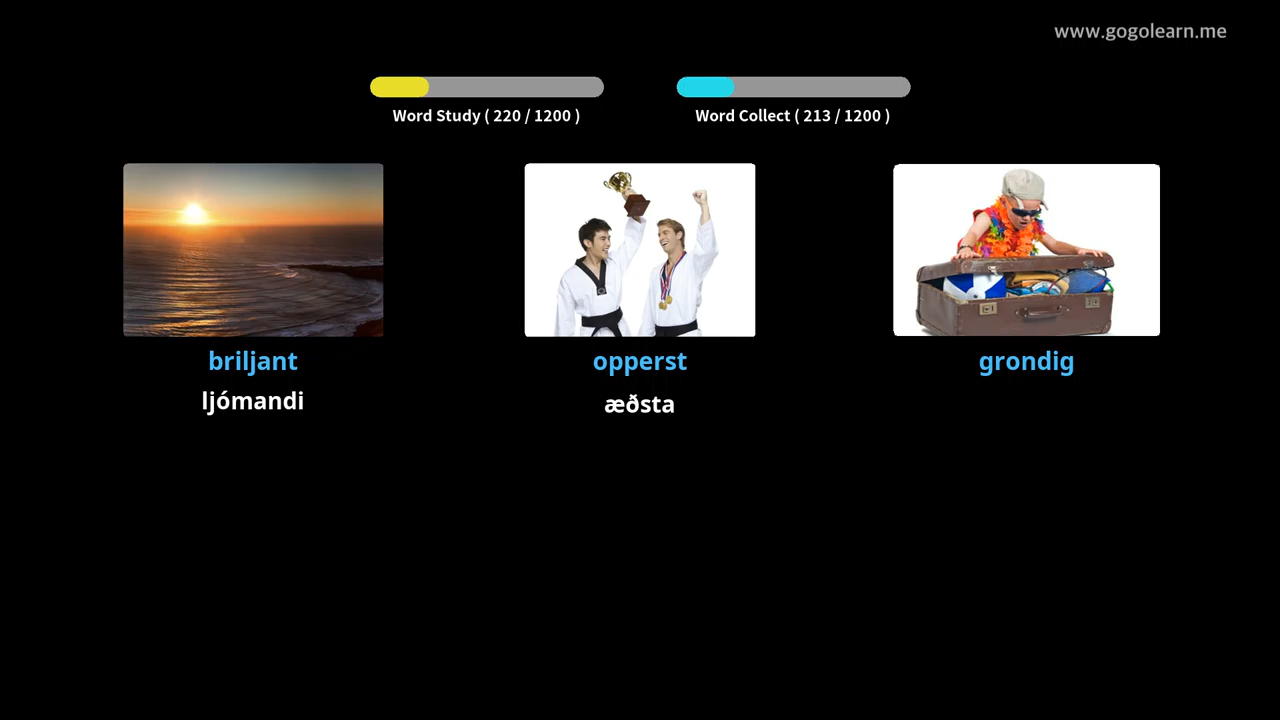 www.gogolearn.me
Word Study ( 220 / 1200 )
Word Collect ( 213 / 1200 )
briljant
opperst
grondig
ljómandi
æðsta